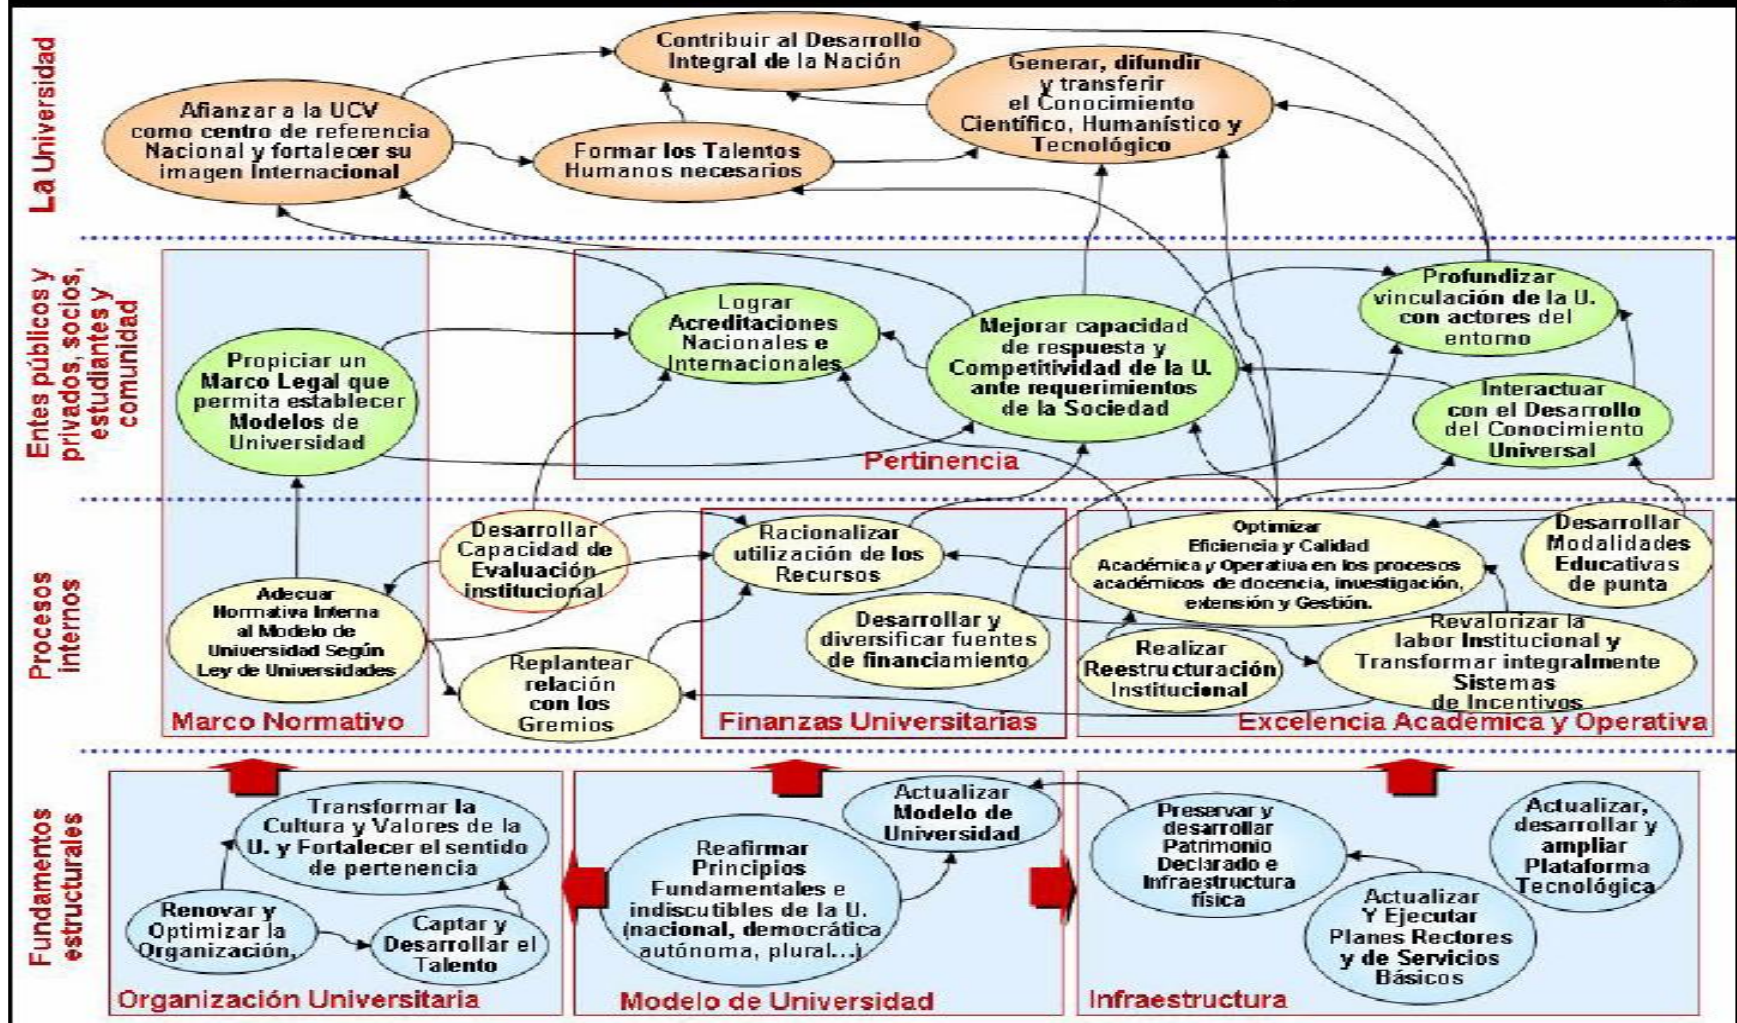 La Universidad
Contribuir al Desarrollo
Integral de la Nación
Generar, difundir
y transferir
el Conocimiento
Científico, Humanístico y
Tecnológico
Afianzar a la UCV
como centro de referencia
Nacional y fortalecer su
imagen Internacional
Formar los Talentos
Humanos necesarios
Entes públicos y
privados, socios,
estudiantes y
comunidad
Propiciar un
Marco Legal que
permita establecer
Modelos de
Universidad
Lograr
Acreditaciones
Nacionales e
Internacionales
Mejorar capacidad
de respuesta y
Competitividad de la U.
ante requerimientos
de la Sociedad
Profundizar
vinculación de la U.
con actores del
entorno
Interactuar
con el Desarrollo
del Conocimiento
Universal
Pertinencia
Procesos
internos
Adecuar
Normativa Interna
al Modelo de
Universidad Según
Ley de Universidades
Desarrollar
Capacidad de
Evaluación
institucional
Replantear
relación
con los
Gremios
Racionalizar
utilización de los
Recursos
Desarrollar y
diversificar fuentes
de financiamiento
Optimizar
Eficiencia y Calidad
Académica y Operativa en los procesos
académicos de docencia, investigación,
extensión y Gestión.
Desarrollar
Modalidades
Educativas
de punta
Realizar
Reestructuración
Institucional
Revalorizar la
labor Institucional y
Transformar integralmente
Sistemas
de Incentivos
Marco Normativo
Finanzas Universitarias
Excelencia Académica y Operativa
Fundamentos
estructurales
Transformar la
Cultura y Valores de la
U. y Fortalecer el sentido
de pertenencia
Renovar y
Optimizar la
Organización,
Captar y
Desarrollar el
Talento
Organización Universitaria
Reafirmar
Principios
Fundamentales e
indiscutibles de la U.
(nacional, democrática
autónoma, plural...)
Actualizar
Modelo de
Universidad
Modelo de Universidad
Preservar y
desarrollar
Patrimonio
Declarado e
Infraestructura
física
Actualizar
Y Ejecutar
Planes Rectores
y de Servicios
Básicos
Actualizar,
desarrollar y
ampliar
Plataforma
Tecnológica
Infraestructura